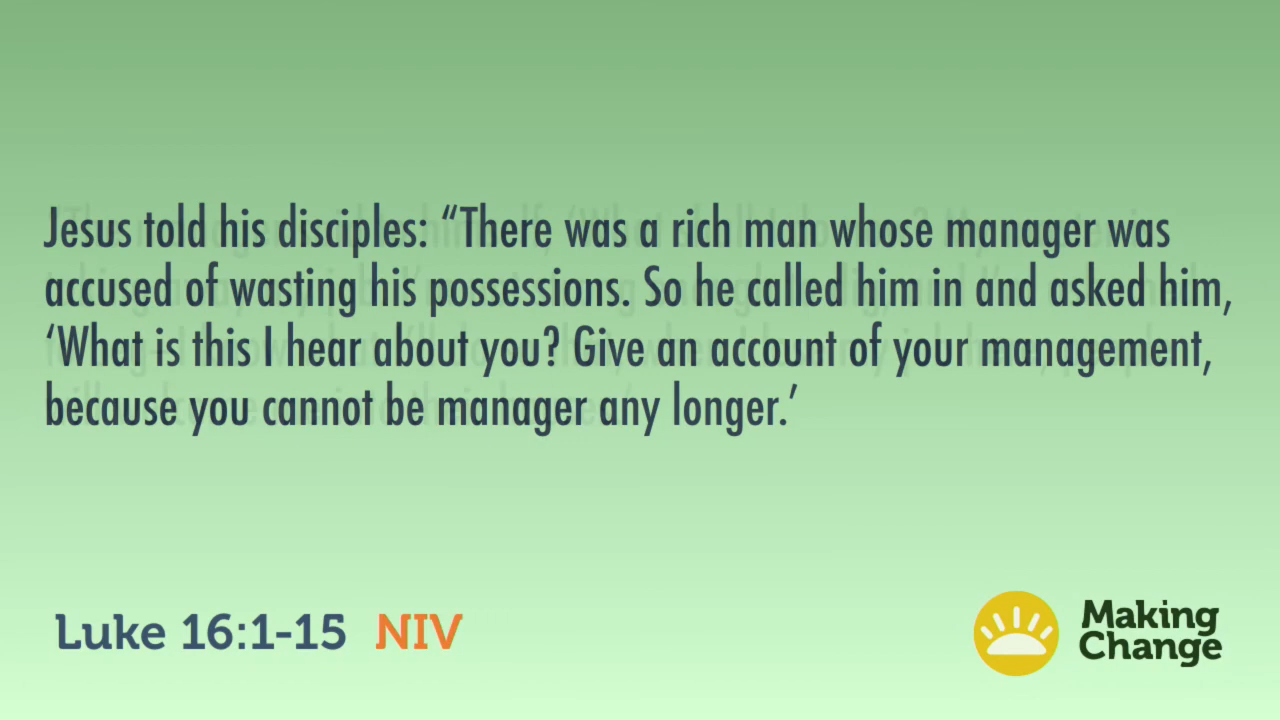 Jesus told his disciples: “There was a rich man whose manager was
accused of wasting his possessions. So he called him in and asked him,
‘What is this I hear about you? Give an account of your management,
because you cannot be manager any longer.’
Luke 16:1-15 NIV
Making
Change